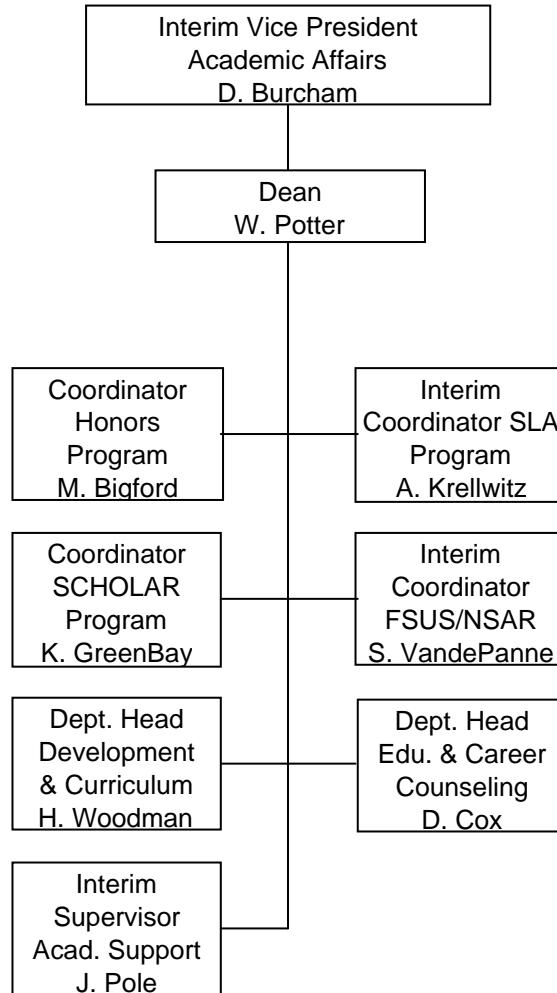 Interim Vice President
Academic Affairs
D. Burcham
Dean
W. Potter
Coordinator
Honors
Program
M. Bigford
Interim
Coordinator SLA
Program
A. Krellwitz
Coordinator
SCHOLAR
Program
K. GreenBay
Interim
Coordinator
FSUS/NSAR
S. VandePanne
Dept. Head
Development
& Curriculum
H. Woodman
Dept. Head
Edu. & Career
Counseling
D. Cox
Interim
Supervisor
Acad. Support
J. Pole